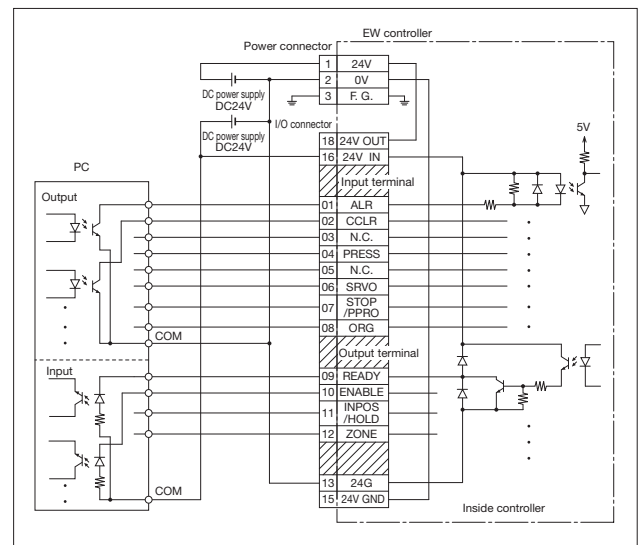 EW controller
Power connector
1 24V
2 0V
3 F. G.
DC power supply
DC24V
DC power supply
DC24V
I/O connector
18 24V OUT
16 24V IN
5V
PC
Output
Input terminal
01 ALR
02 CCLR
03 N.C.
04 PRESS
05 N.C.
06 SRVO
07 STOP
/PPRO
08 ORG
COM
Output terminal
Input
09 READY
10 ENABLE
11 INPOS
/HOLD
12 ZONE
COM
13 24G
15 24V GND
Inside controller